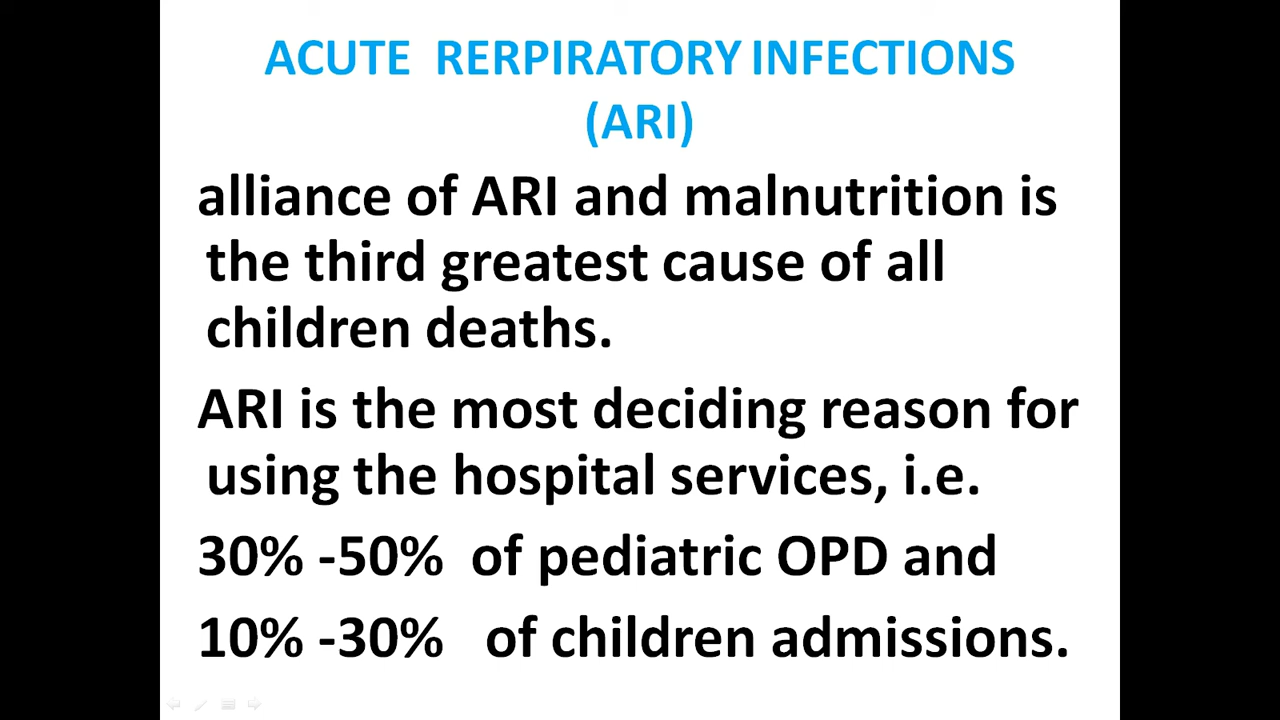 ACUTE RERPIRATORY INFECTIONS
(ARI)
alliance of ARI and malnutrition is
the third greatest cause of all
children deaths.
ARI is the most deciding reason for
using the hospital services, i.e.
30% -50% of pediatric OPD and
10% -30% of children admissions.